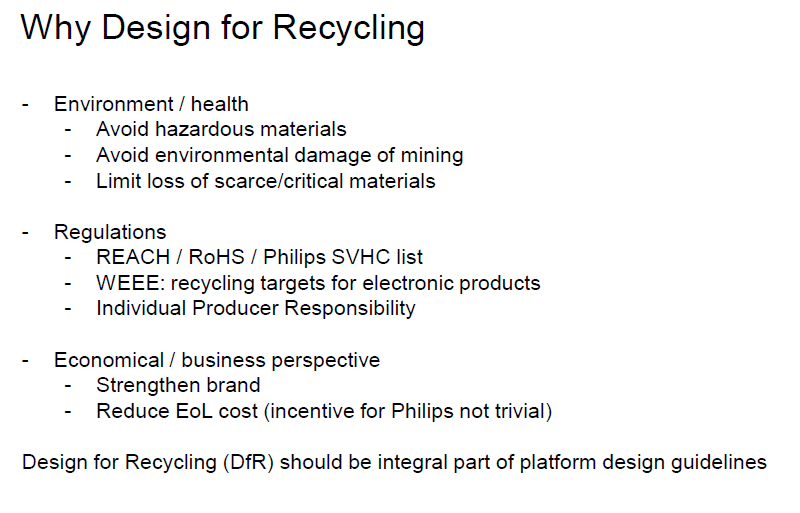 Why Design for Recycling
- Environment / health
- Avoid hazardous materials
- Avoid environmental damage of mining
- Limit loss of scarce/critical materials
- Regulations
- REACH / RoHS / Philips SVHC list
- WEEE: recycling targets for electronic products
- Individual Producer Responsibility
- Economical / business perspective
- Strengthen brand
- Reduce EoL cost (incentive for Philips not trivial)
Design for Recycling (DfR) should be integral part of platform design guidelines